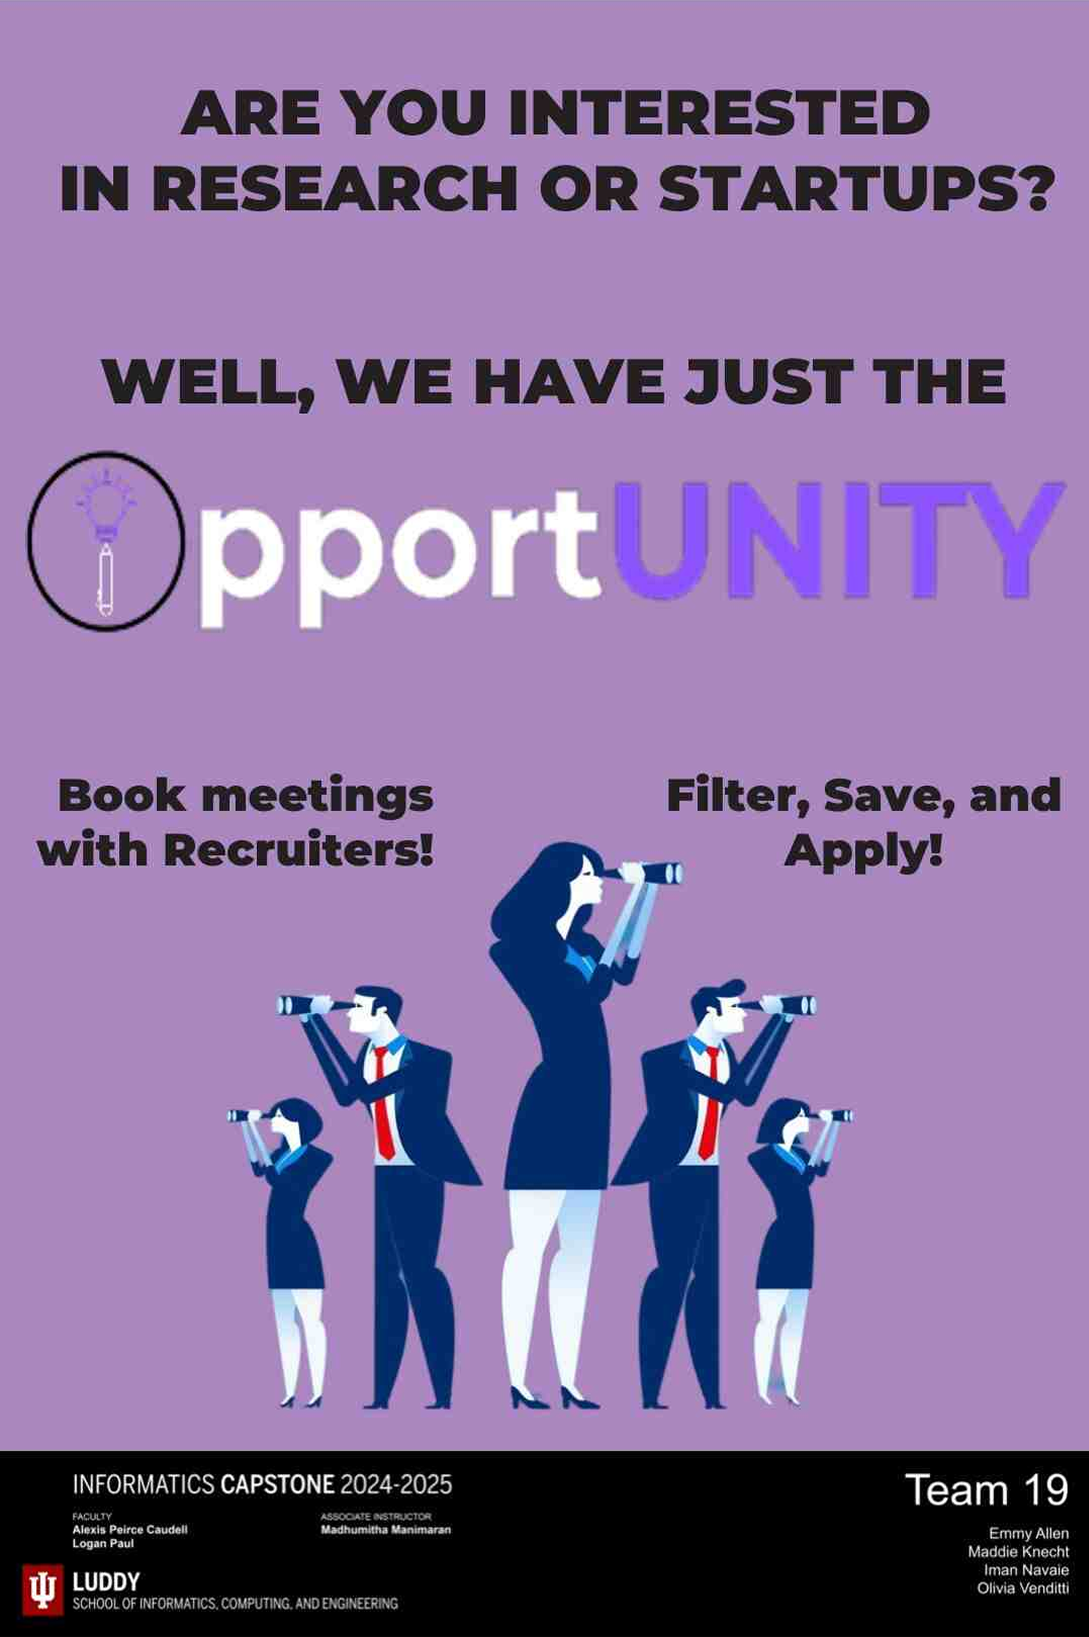 ARE YOU INTERESTED
IN RESEARCH OR STARTUPS?
WELL, WE HAVE JUST THE
OpportUNITY
Book meetings
with Recruiters!
Filter, Save, and
Apply!
INFORMATICS CAPSTONE 2024-2025
FACULTY
Alexis Peirce Caudell
Logan Paul
ASSOCIATE INSTRUCTOR
Madhumitha Manimaran
LUDDY
SCHOOL OF INFORMATICS, COMPUTING, AND ENGINEERING
Team 19
Emmy Allen
Maddie Knecht
Iman Navaie
Olivia Venditti